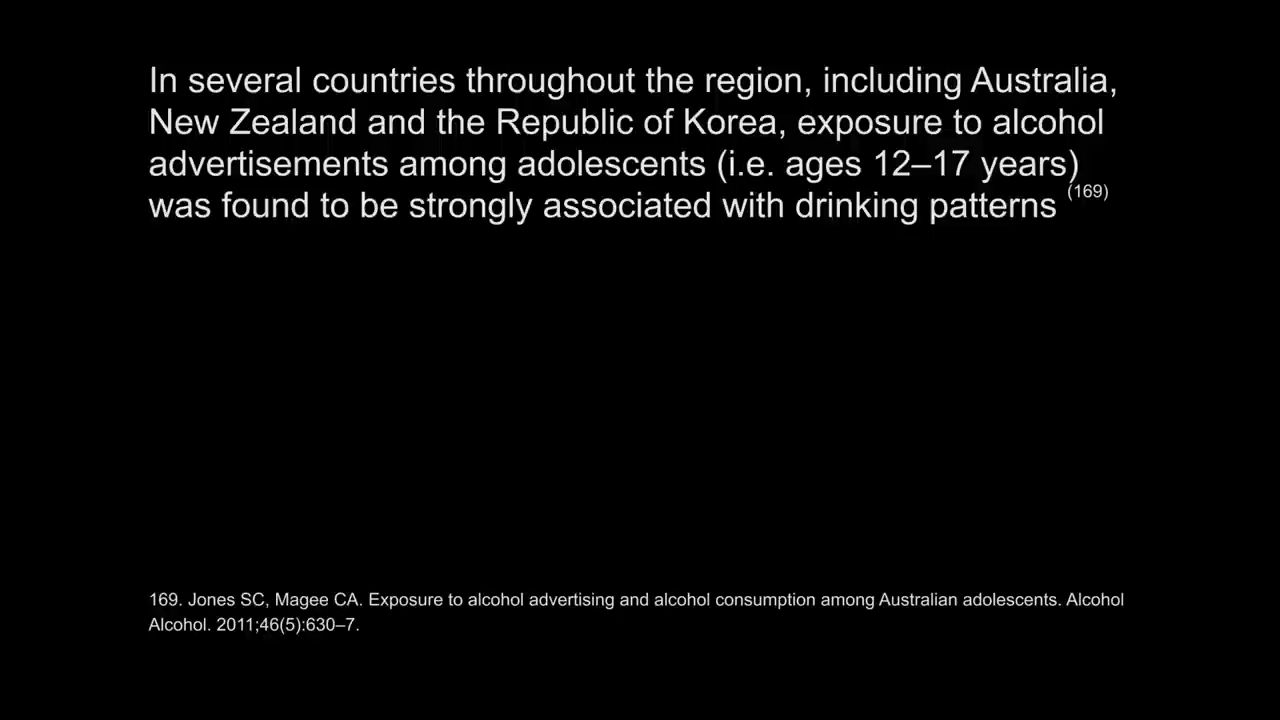 In several countries throughout the region, including Australia,
New Zealand and the Republic of Korea, exposure to alcohol
advertisements among adolescents (i.e. ages 12–17 years)
was found to be strongly associated with drinking patterns (169)
169. Jones SC, Magee CA. Exposure to alcohol advertising and alcohol consumption among Australian adolescents. Alcohol
Alcohol. 2011;46(5):630–7.